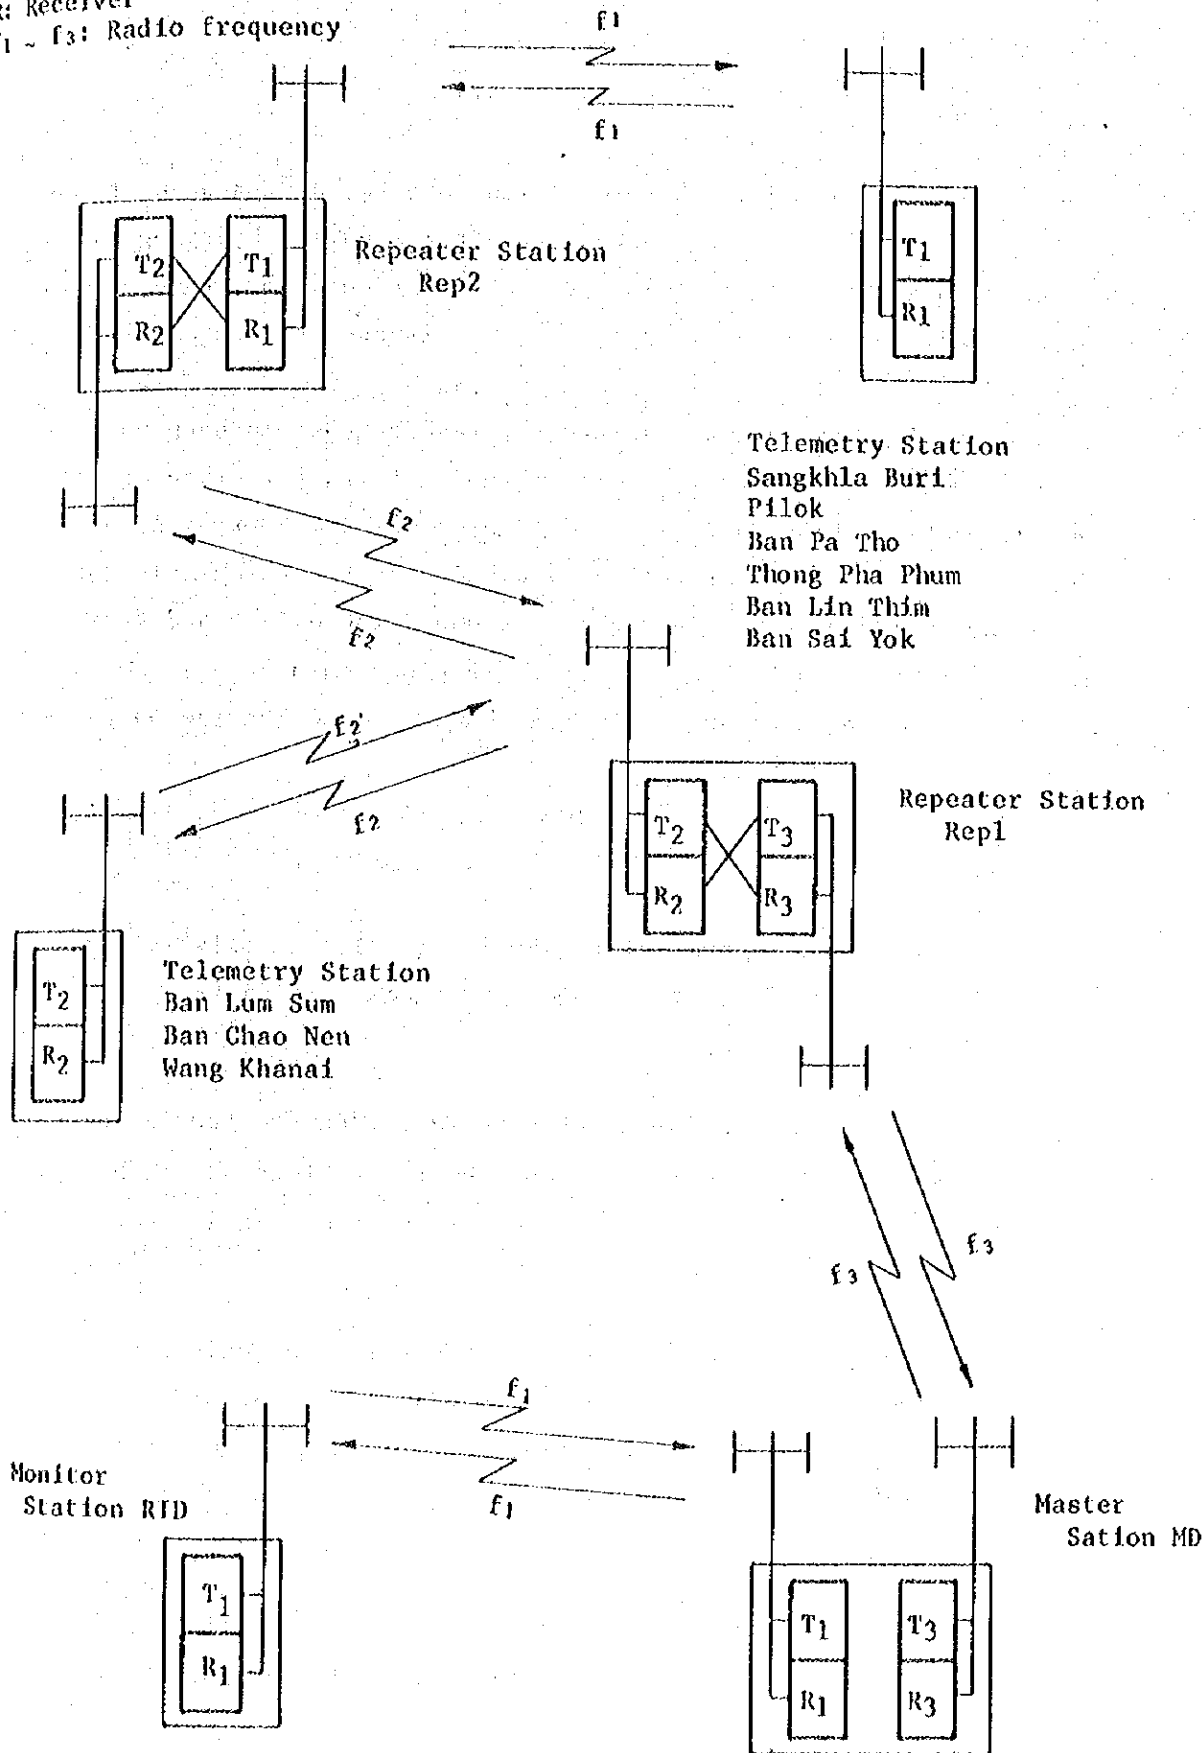 R: Receiver
f1 ~ f3: Radio frequency
f1
f1
T2
T1
R2
R1
Repeater Station
Rep2
T1
R1
Telemetry Station
Sangkhla Buri
Pilok
Ban Pa Tho
Thong Pha Phum
Ban Lin Thim
Ban Sai Yok
f2
f2
f2
f2
T2
T3
R2
R3
Repeater Station
Rep1
T2
R2
Telemetry Station
Ban Lum Sum
Ban Chao Nen
Wang Khanai
f3
f3
f1
f1
Monitor
Station RID
T1
R1
Master
Sation MD
T1
T3
R1
R3